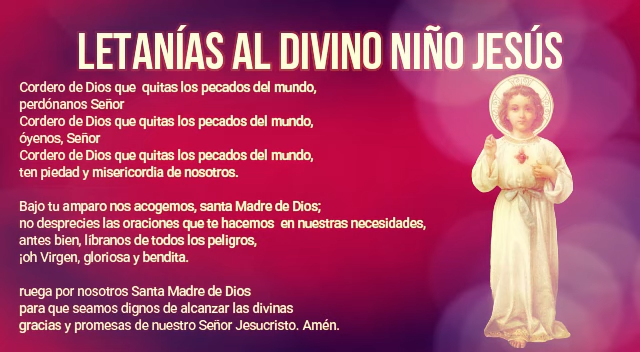 LETANÍAS AL DIVINO NIÑO JESÚS
Cordero de Dios que quitas los pecados del mundo,
perdónanos Señor
Cordero de Dios que quitas los pecados del mundo,
óyenos, Señor
Cordero de Dios que quitas los pecados del mundo,
ten piedad y misericordia de nosotros.
Bajo tu amparo nos acogemos, santa Madre de Dios;
no desprecies las oraciones que te hacemos en nuestras necesidades,
antes bien, líbranos de todos los peligros,
¡oh Virgen, gloriosa y bendita.
ruega por nosotros Santa Madre de Dios
para que seamos dignos de alcanzar las divinas
gracias y promesas de nuestro Señor Jesucristo. Amén.